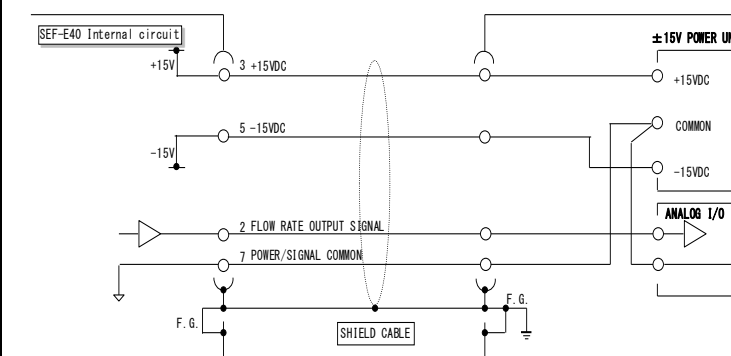 SEF-E40 Internal circuit
±15V POWER
+15V
3 +15VDC
+15VDC
COMMON
5 -15VDC
-15V
-15VDC
ANALOG I/O
2 FLOW RATE OUTPUT SIGNAL
7 POWER/SIGNAL COMMON
F.G.
F.G.
SHIELD CABLE